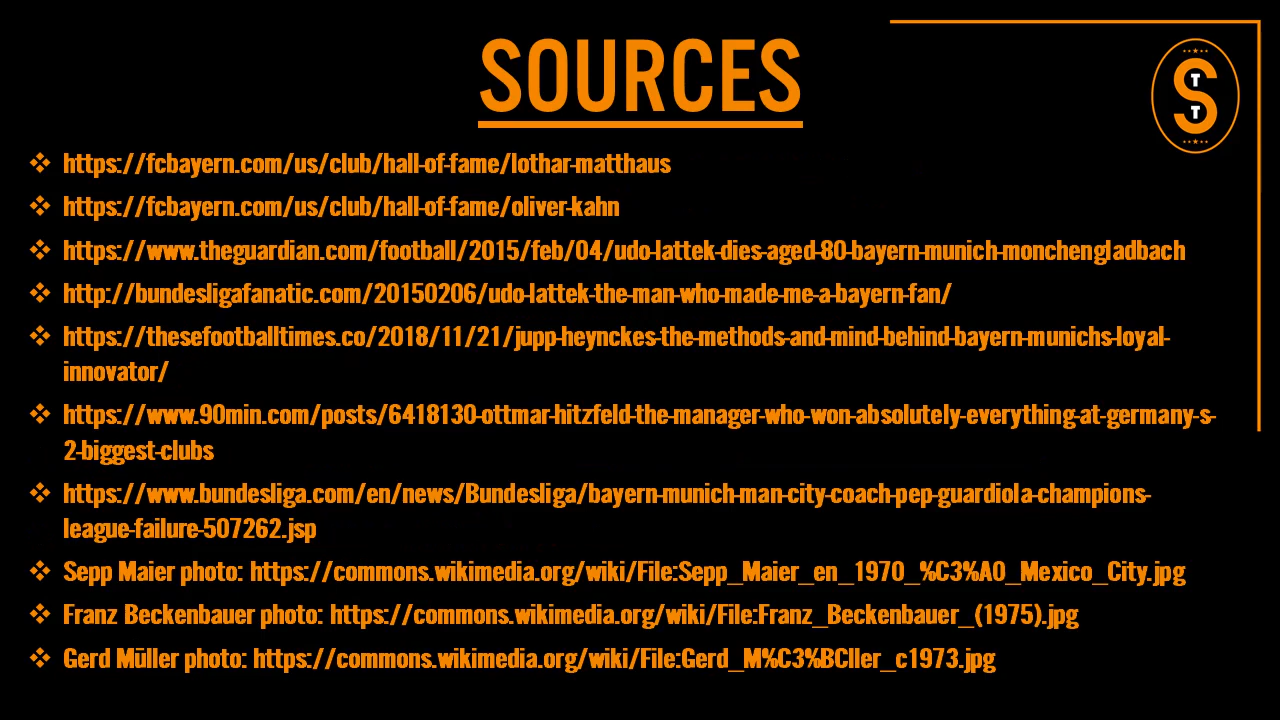 SOURCES
S
T
T
❖ https://fcbayern.com/us/club/hall-of-fame/lothar-matthaus
❖ https://fcbayern.com/us/club/hall-of-fame/oliver-kahn
❖ https://www.theguardian.com/football/2015/feb/04/udo-lattek-dies-aged-80-bayern-munich-monchengladbach
❖ http://bundesligafanatic.com/20150206/udo-lattek-the-man-who-made-me-a-bayern-fan/
❖ https://thesefootballtimes.co/2018/11/21/jupp-heynckes-the-methods-and-mind-behind-bayern-munichs-loyal-
innovator/
❖ https://www.90min.com/posts/6418130-ottmar-hitzfeld-the-manager-who-won-absolutely-everything-at-germany-s-
2-biggest-clubs
❖ https://www.bundesliga.com/en/news/Bundesliga/bayern-munich-man-city-coach-pep-guardiola-champions-
league-failure-507262.jsp
❖ Sepp Maier photo: https://commons.wikimedia.org/wiki/File:Sepp_Maier_en_1970_%C3%A0_Mexico_City.jpg
❖ Franz Beckenbauer photo: https://commons.wikimedia.org/wiki/File:Franz_Beckenbauer_(1975).jpg
❖ Gerd Müller photo: https://commons.wikimedia.org/wiki/File:Gerd_M%C3%BCller_c1973.jpg